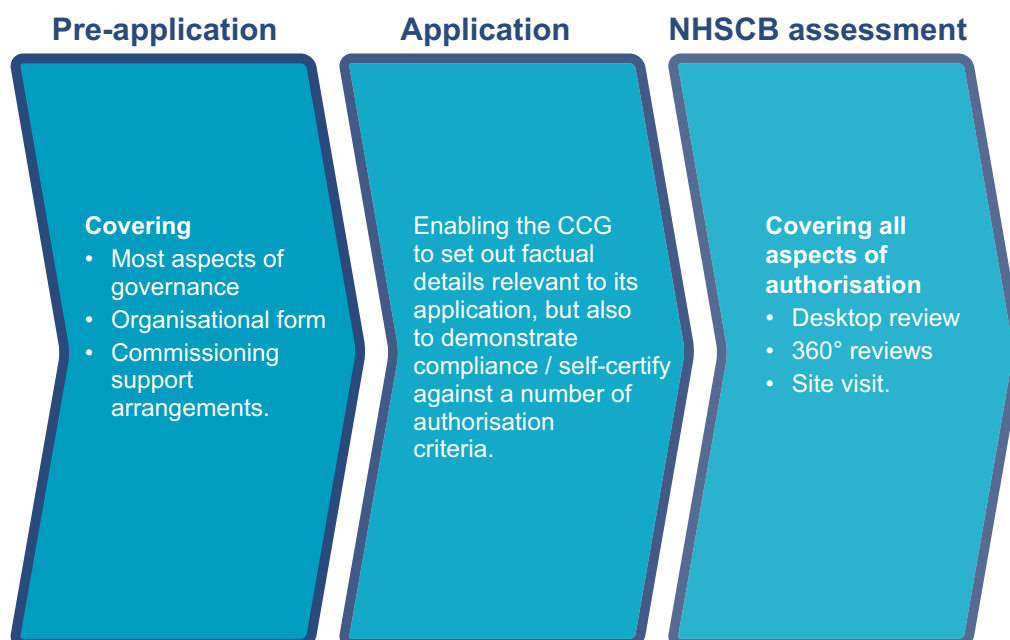 Pre-application
Application
NHSCB assessment
Covering
• Most aspects of
governance
• Organisational form
• Commissioning
support
arrangements.
Enabling the CCG
to set out factual
details relevant to its
application, but also
to demonstrate
compliance / self-certify
against a number of
authorisation
criteria.
Covering all
aspects of
authorisation
• Desktop review
• 360° reviews
• Site visit.